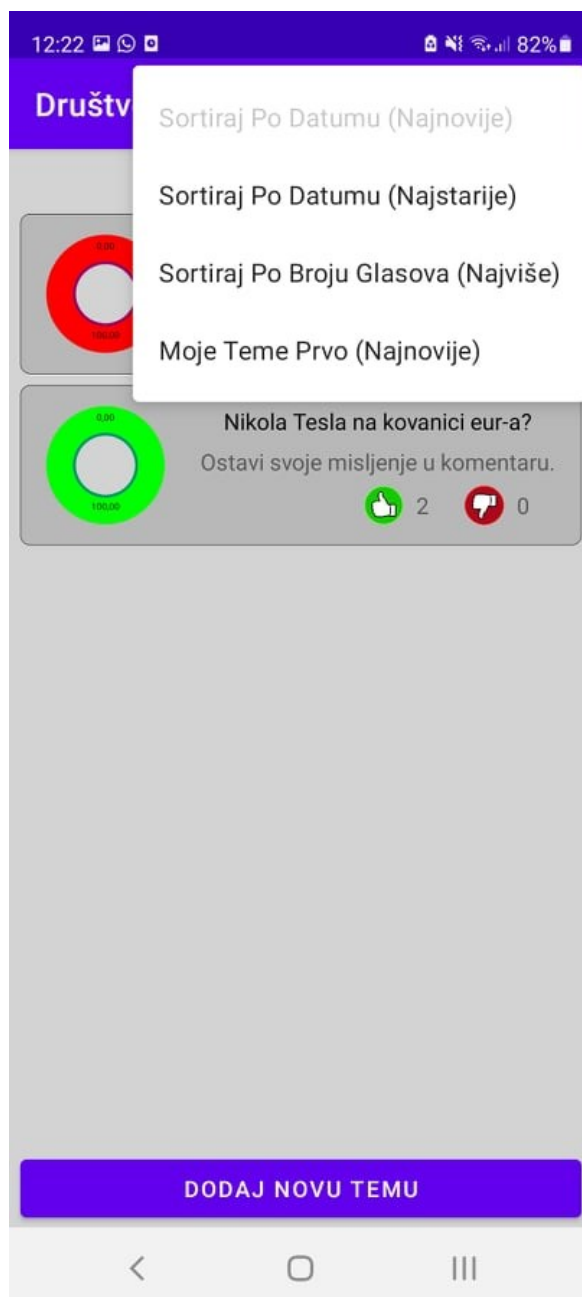 12:22 82%
Društv
Sortiraj Po Datumu (Najnovije)
Sortiraj Po Datumu (Najstarije)
Sortiraj Po Broju Glasova (Najviše)
Moje Teme Prvo (Najnovije)
0,00
100,00
Nikola Tesla na kovanici eur-a?
Ostavi svoje misljenje u komentaru.
0,00
100,00
2 0
DODAJ NOVU TEMU